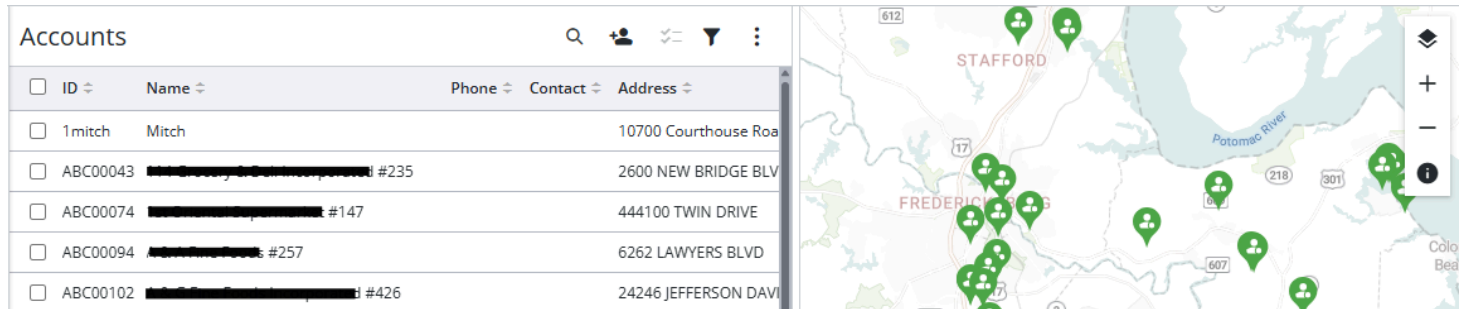 Accounts
ID Name Phone Contact Address
1mitch Mitch 10700 Courthouse Roa
ABC00043 #235 2600 NEW BRIDGE BLV
ABC00074 #147 444100 TWIN DRIVE
ABC00094 #257 6262 LAWYERS BLVD
ABC00102 #426 24246 JEFFERSON DAVI
612
STAFFORD
Potomac River
17
218
301
FREDERICKSBURG
607
Colo
Bea
17